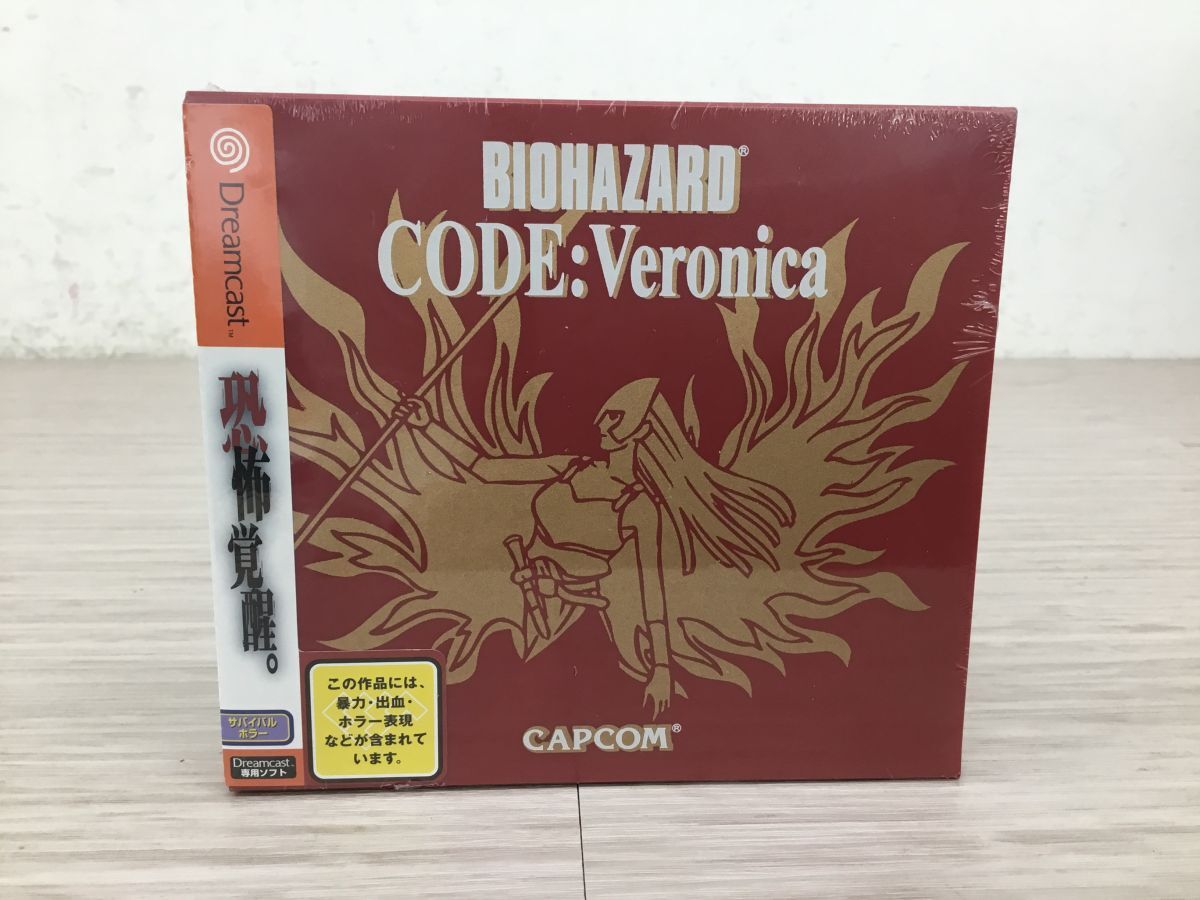 Dreamcast™
恐怖覚醒。
サバイバル
ホラー
Dreamcast™
専用ソフト
BIOHAZARD®
CODE:Veronica
この作品には、
暴力・出血・
ホラー表現
などが含まれて
います。
CAPCOM®